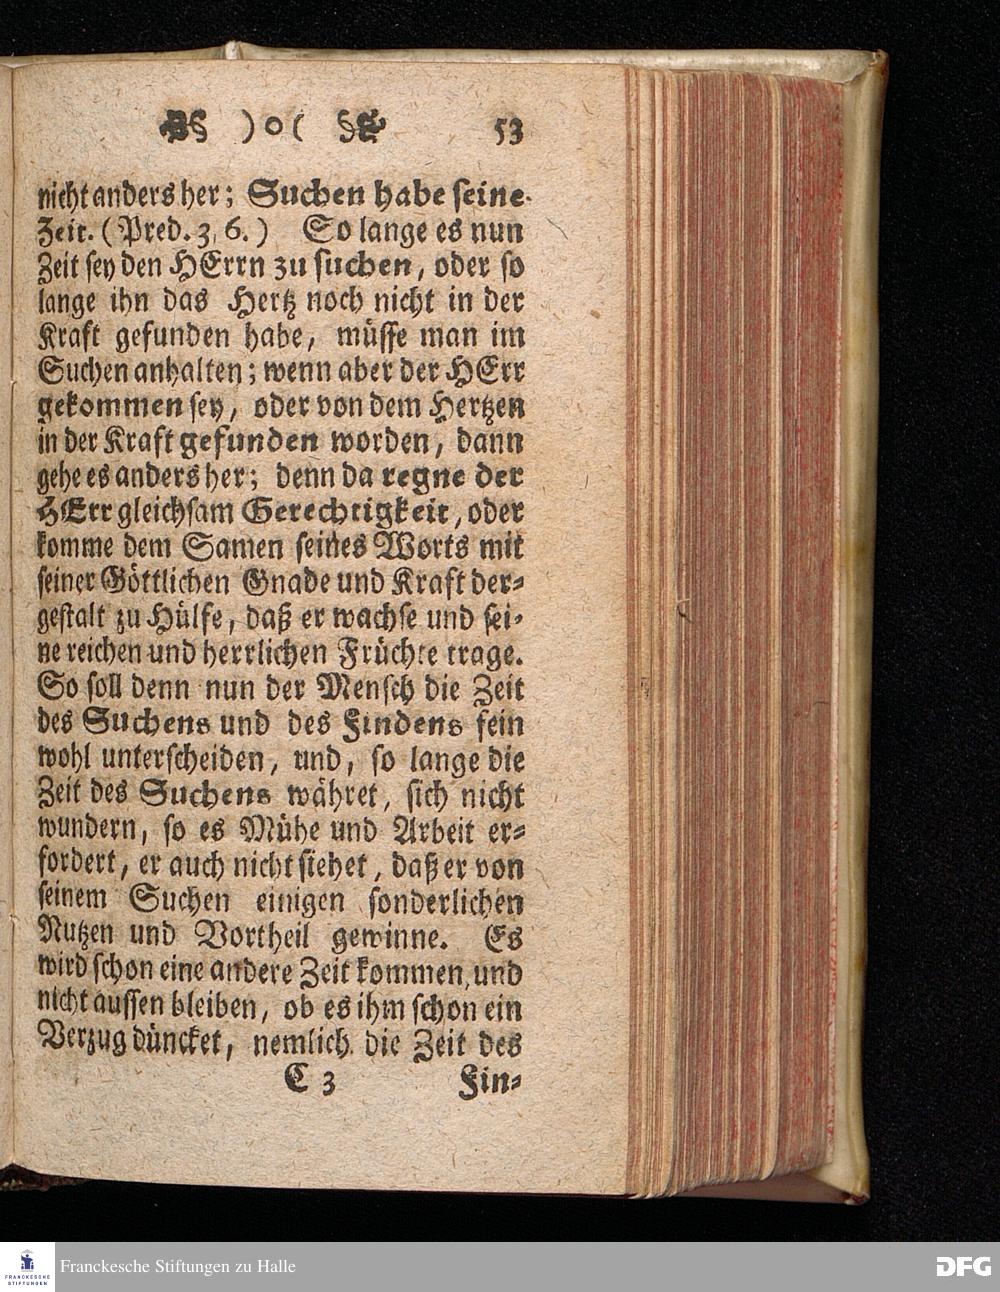 )o( 53
nicht anders her; Suchen habe seine
Zeit. (Pred. 3, 6.) So lange es nun
Zeit sey den HErrn zu suchen, oder so
lange ihn das Hertz noch nicht in der
Kraft gefunden habe, müsse man im
Suchen anhalten; wenn aber der HErr
gekommen sey, oder von dem Hertzen
in der Kraft gefunden worden, dann
gehe es anders her; denn da regne der
HErr gleichsam Gerechtigkeit, oder
komme dem Samen seines Worts mit
seiner Göttlichen Gnade und Kraft der-
gestalt zu Hülfe, daß er wachse und sei-
ne reichen und herrlichen Früchte trage.
So soll denn nun der Mensch die Zeit
des Suchens und des Findens fein
wohl unterscheiden, und, so lange die
Zeit des Suchens währet, sich nicht
wundern, so es Mühe und Arbeit er-
fordert, er auch nicht siehet, daß er von
seinem Suchen einigen sonderlichen
Nutzen und Vortheil gewinne. Es
wird schon eine andere Zeit kommen, und
nicht aussen bleiben, ob es ihm schon ein
Verzug düncket, nemlich die Zeit des
C 3 Fin-
FRANCKESCHE
STIFTUNGEN
Franckesche Stiftungen zu Halle
DFG